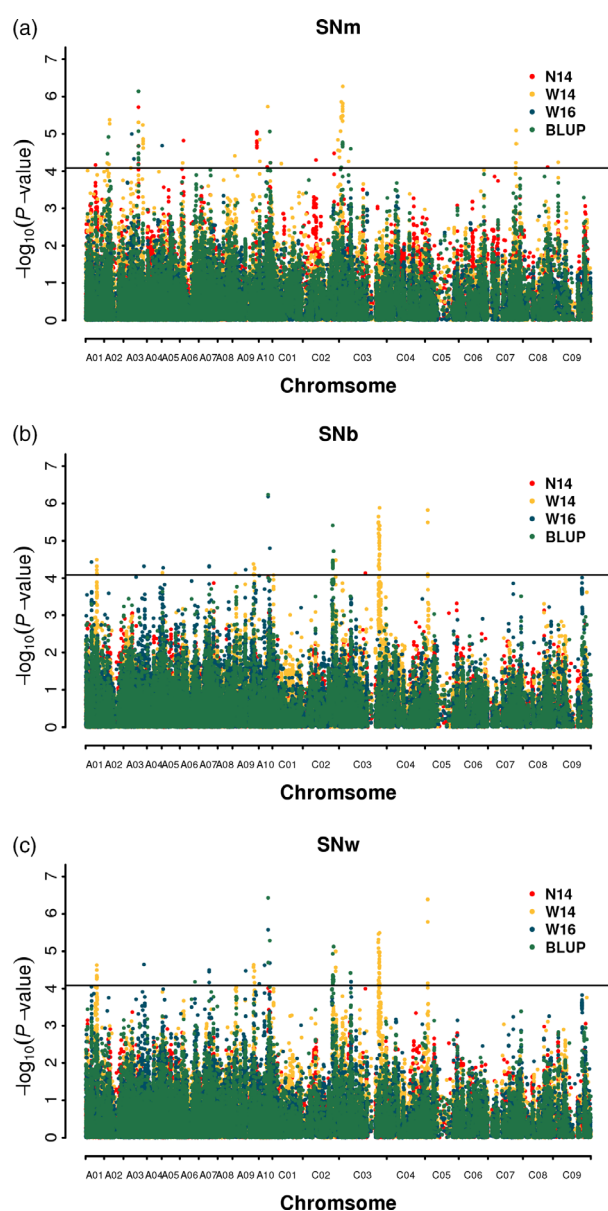 (a)
SNm
7
6
5
4
3
2
1
0
−log10(P −value)
N14
W14
W16
BLUP
A01 A02 A03 A04 A05 A06 A07 A08 A09 A10 C01 C02 C03 C04 C05 C06 C07 C08 C09
Chromsome
(b)
SNb
7
6
5
4
3
2
1
0
−log10(P −value)
N14
W14
W16
BLUP
A01 A02 A03 A04 A05 A06 A07 A08 A09 A10 C01 C02 C03 C04 C05 C06 C07 C08 C09
Chromsome
(c)
SNw
7
6
5
4
3
2
1
0
−log10(P −value)
N14
W14
W16
BLUP
A01 A02 A03 A04 A05 A06 A07 A08 A09 A10 C01 C02 C03 C04 C05 C06 C07 C08 C09
Chromsome